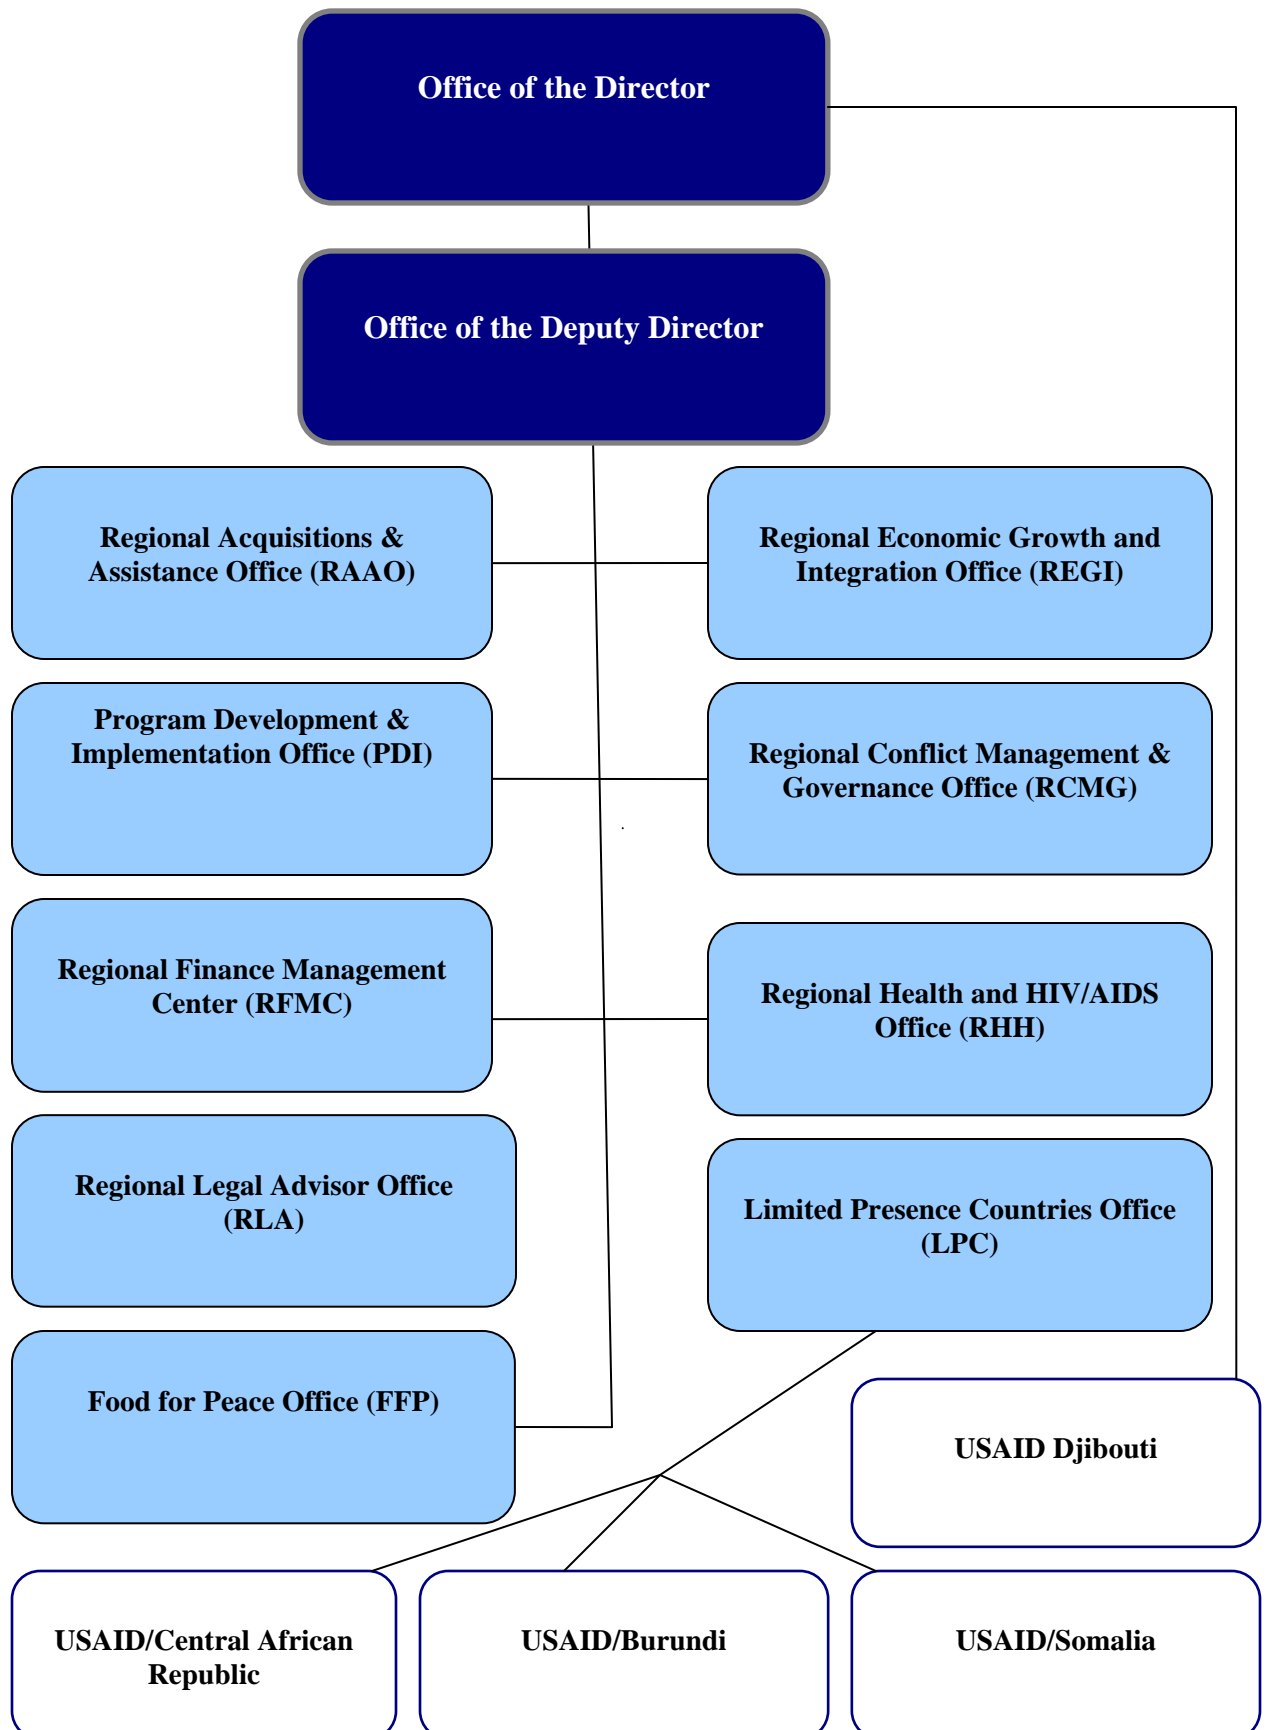 Office of the Director
Office of the Deputy Director
Regional Acquisitions &
Assistance Office (RAAO)
Regional Economic Growth and
Integration Office (REGI)
Program Development &
Implementation Office (PDI)
Regional Conflict Management &
Governance Office (RCMG)
.
Regional Finance Management
Center (RFMC)
Regional Health and HIV/AIDS
Office (RHH)
Regional Legal Advisor Office
(RLA)
Limited Presence Countries Office
(LPC)
Food for Peace Office (FFP)
USAID Djibouti
USAID/Central African
Republic
USAID/Burundi
USAID/Somalia